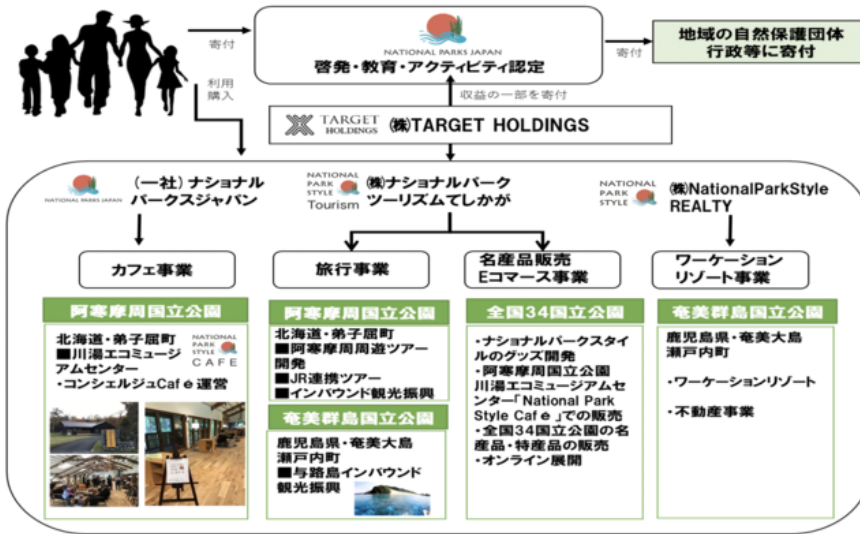 寄付
利用
購入
NATIONAL PARKS JAPAN
啓発・教育・アクティビティ認定
寄付
地域の自然保護団体
行政等に寄付
収益の一部を寄付
TARGET
HOLDINGS
㈱TARGET HOLDINGS
NATIONAL PARKS JAPAN
(一社)ナショナル
パークスジャパン
NATIONAL
PARK
STYLE
Tourism
㈱ナショナルパーク
ツーリズムてしかが
NATIONAL
PARK
STYLE
㈱NationalParkStyle
REALTY
カフェ事業
旅行事業
名産品販売
Eコマース事業
ワーケーション
リゾート事業
阿寒摩周国立公園
北海道・弟子屈町
■川湯エコミュージ
アムセンター
・コンシェルジュCafé運営
NATIONAL
PARK
STYLE
CAFE
阿寒摩周国立公園
北海道・弟子屈町
■阿寒摩周周遊ツアー
開発
■JR連携ツアー
■インバウンド観光振興
奄美群島国立公園
鹿児島県・奄美大島
瀬戸内町
■与路島インバウンド
観光振興
全国34国立公園
・ナショナルパークスタイ
ルのグッズ開発
・阿寒摩周国立公園
川湯エコミュージアムセ
ンター「National Park
Style Café」での販売
・全国34国立公園の名
産品・特産品の販売
・オンライン展開
奄美群島国立公園
鹿児島県・奄美大島
瀬戸内町
・ワーケーションリゾート
・不動産事業